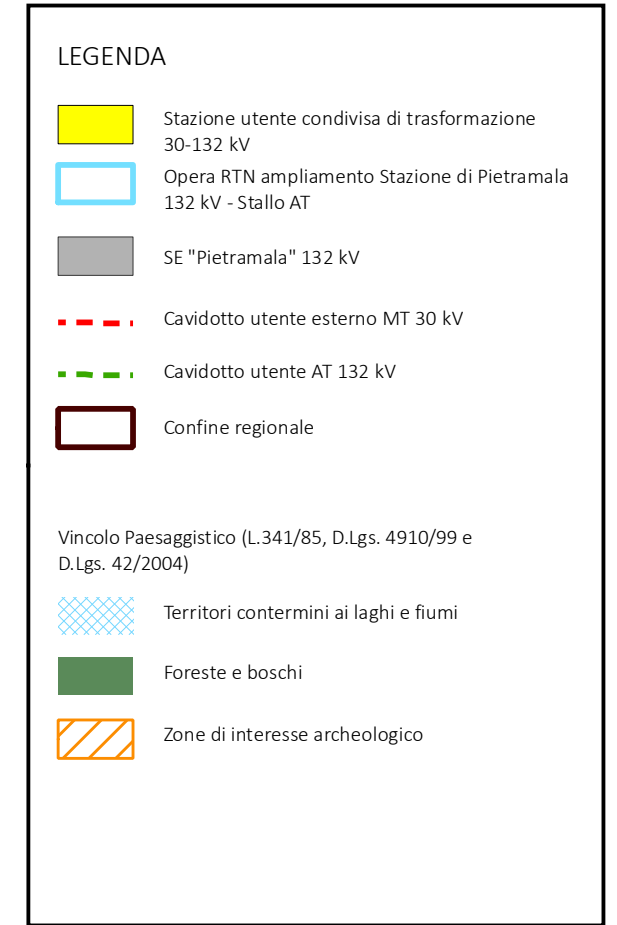 LEGENDA
Stazione utente condivisa di trasformazione
30-132 kV
Opera RTN ampliamento Stazione di Pietramala
132 kV - Stallo AT
SE "Pietramala" 132 kV
Cavidotto utente esterno MT 30 kV
Cavidotto utente AT 132 kV
Confine regionale
Vincolo Paesaggistico (L.341/85, D.Lgs. 4910/99 e
D.Lgs. 42/2004)
Territori contermini ai laghi e fiumi
Foreste e boschi
Zone di interesse archeologico